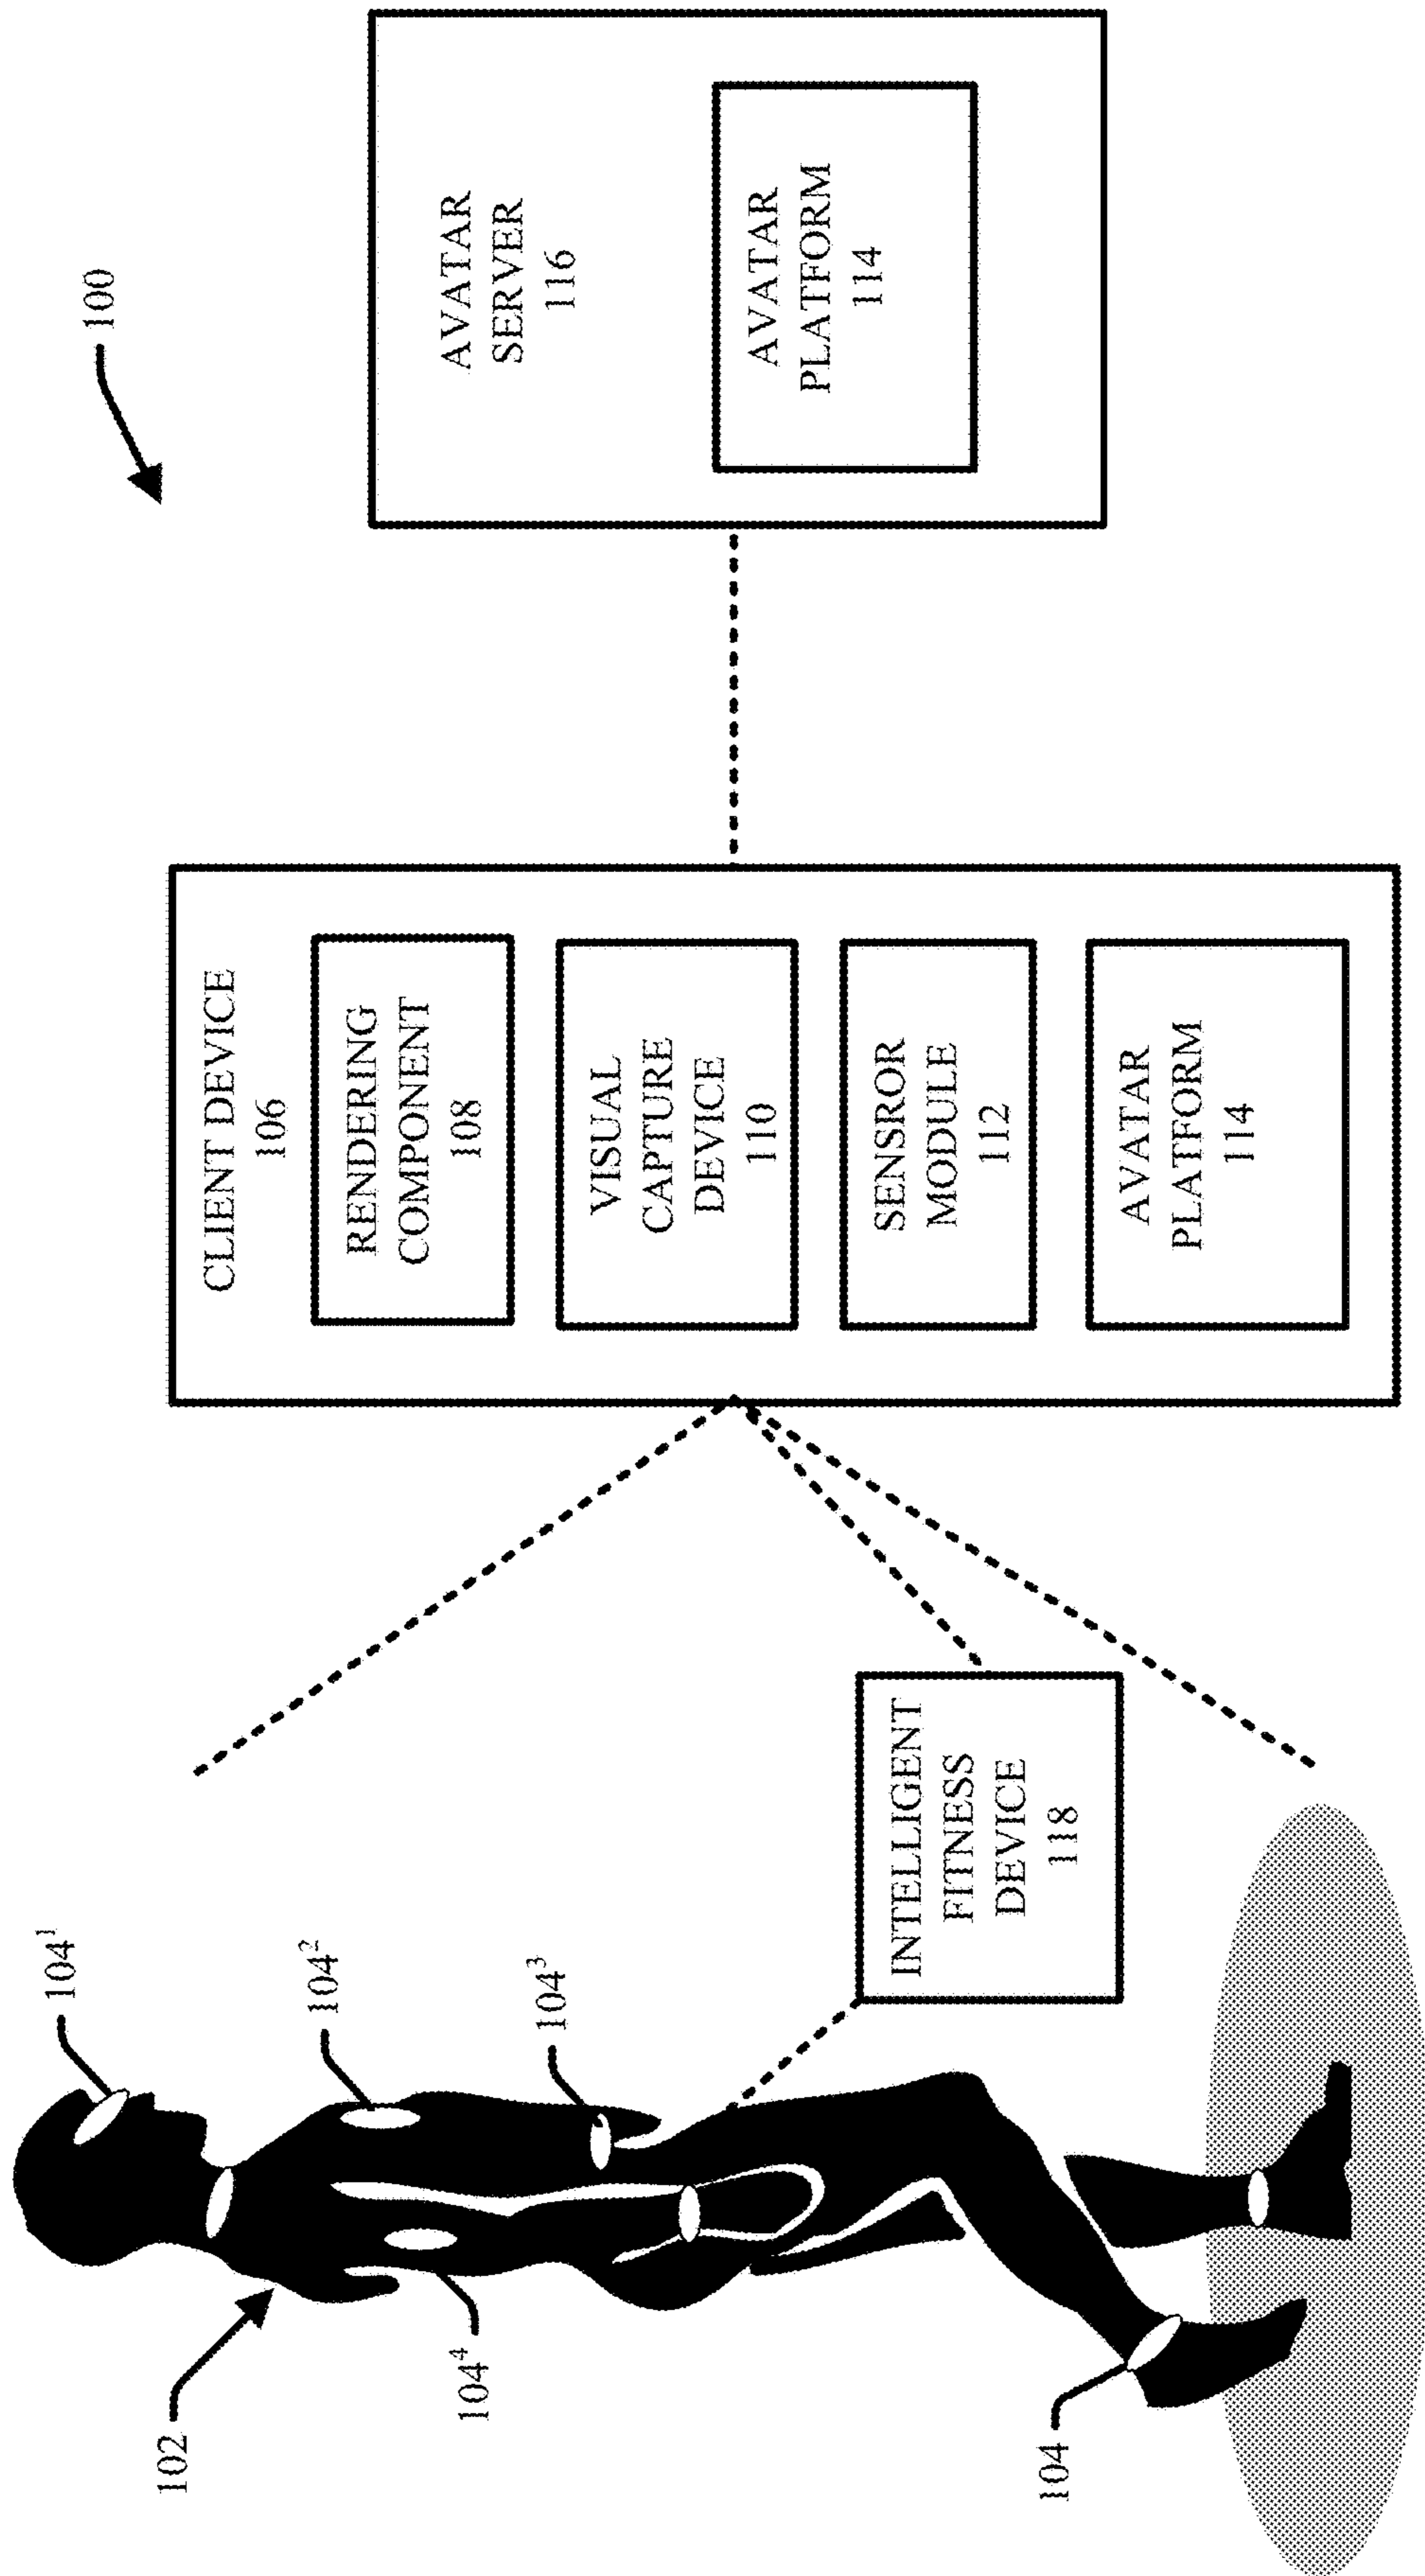 100
102
104¹
104²
104³
104⁴
104
INTELLIGENT
FITNESS
DEVICE
118
CLIENT DEVICE
106
RENDERING
COMPONENT
108
VISUAL
CAPTURE
DEVICE
110
SENSROR
MODULE
112
AVATAR
PLATFORM
114
AVATAR
SERVER
116
AVATAR
PLATFORM
114